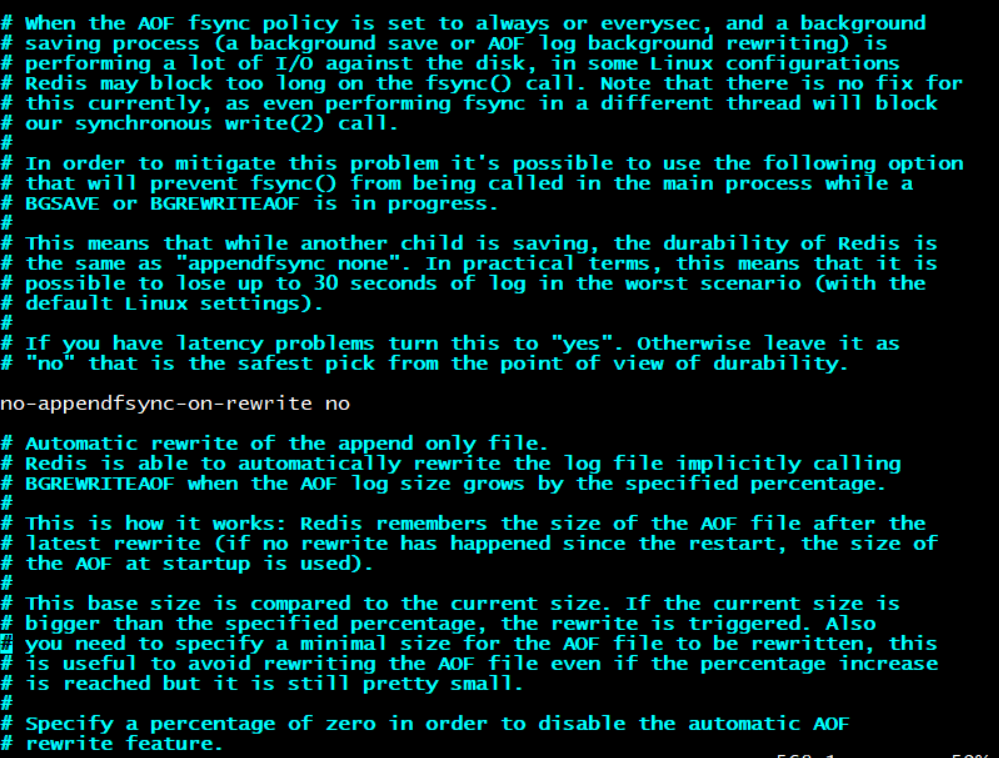 # When the AOF fsync policy is set to always or everysec, and a background
# saving process (a background save or AOF log background rewriting) is
# performing a lot of I/O against the disk, in some Linux configurations
# Redis may block too long on the fsync() call. Note that there is no fix for
# this currently, as even performing fsync in a different thread will block
# our synchronous write(2) call.
#
# In order to mitigate this problem it's possible to use the following option
# that will prevent fsync() from being called in the main process while a
# BGSAVE or BGREWRITEAOF is in progress.
#
# This means that while another child is saving, the durability of Redis is
# the same as "appendfsync none". In practical terms, this means that it is
# possible to lose up to 30 seconds of log in the worst scenario (with the
# default Linux settings).
#
# If you have latency problems turn this to "yes". Otherwise leave it as
# "no" that is the safest pick from the point of view of durability.
no-appendfsync-on-rewrite no
# Automatic rewrite of the append only file.
# Redis is able to automatically rewrite the log file implicitly calling
# BGREWRITEAOF when the AOF log size grows by the specified percentage.
#
# This is how it works: Redis remembers the size of the AOF file after the
# latest rewrite (if no rewrite has happened since the restart, the size of
# the AOF at startup is used).
#
# This base size is compared to the current size. If the current size is
# bigger than the specified percentage, the rewrite is triggered. Also
# you need to specify a minimal size for the AOF file to be rewritten, this
# is useful to avoid rewriting the AOF file even if the percentage increase
# is reached but it is still pretty small.
#
# Specify a percentage of zero in order to disable the automatic AOF
# rewrite feature.